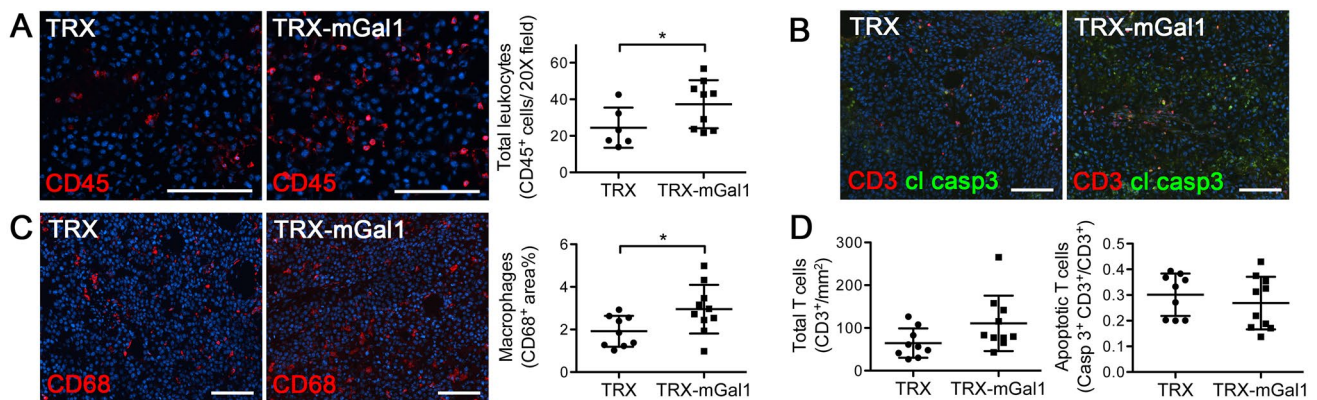 A
TRX
TRX-mGal1
CD45
CD45
Total leukocytes
(CD45⁺ cells/ 20X field)
60
40
20
0
*
TRX
TRX-mGal1
B
TRX
TRX-mGal1
CD3 cl casp3
CD3 cl.casp3
C
TRX
TRX-mGal1
CD68
CD68
Macrophages
(CD68⁺ area%)
6
4
2
0
*
TRX
TRX-mGal1
D
Total T cells
(CD3⁺/mm²)
300
200
100
0
TRX
TRX-mGal1
Apoptotic T cells
(Casp 3⁺ CD3⁺/CD3⁺)
0.5
0.4
0.3
0.2
0.1
0.0
TRX
TRX-mGal1